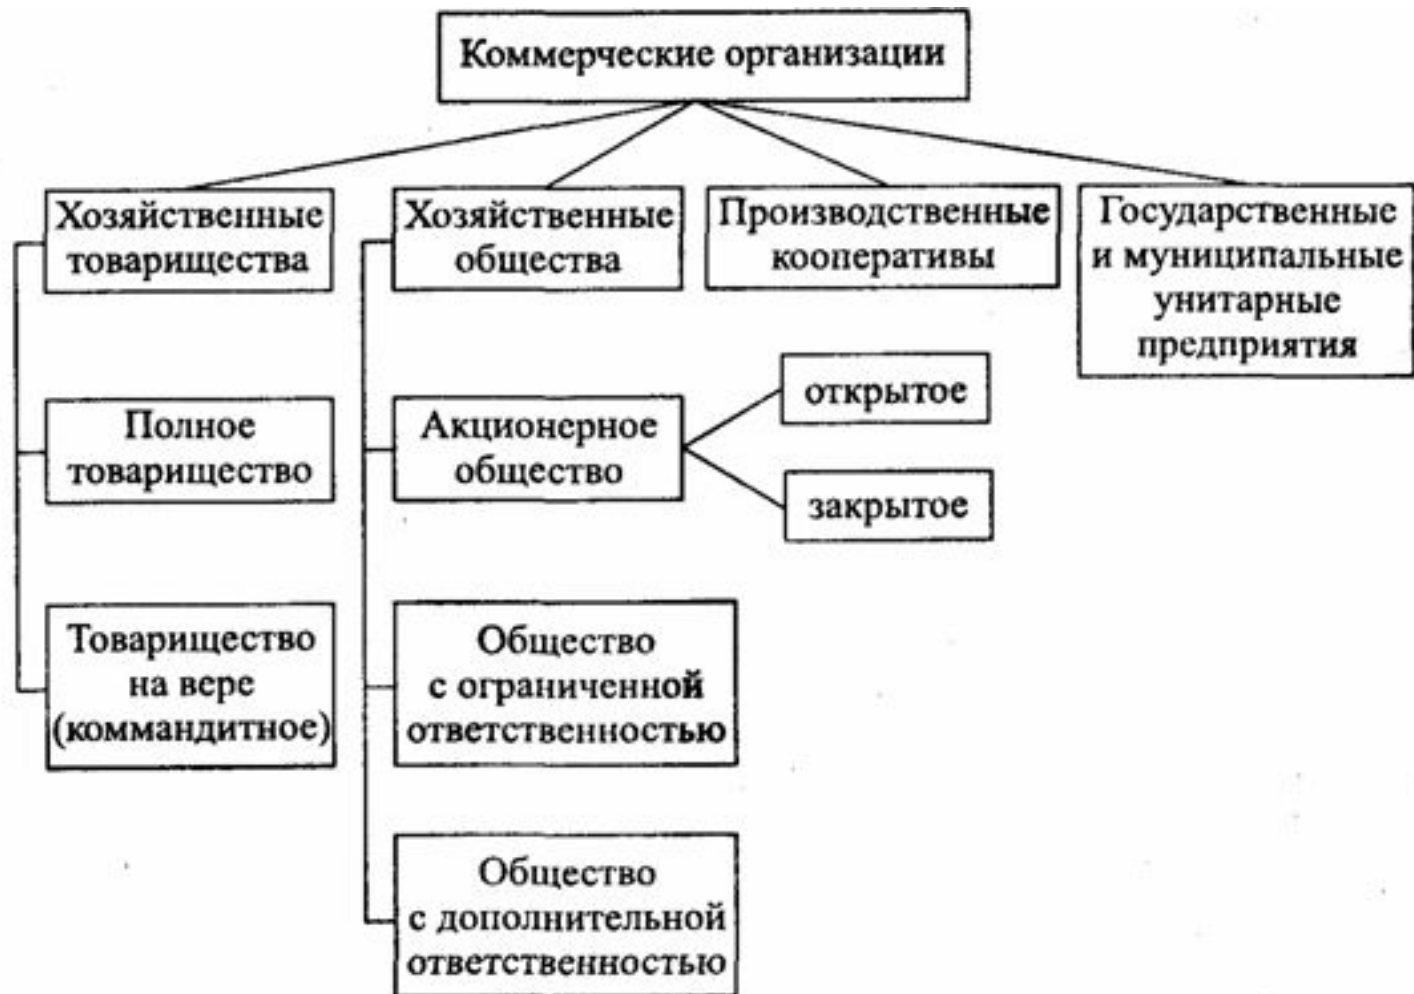 Коммерческие организации
Хозяйственные
товарищества
Хозяйственные
общества
Производственные
кооперативы
Государственные
и муниципальные
унитарные
предприятия
Полное
товарищество
Акционерное
общество
открытое
закрытое
Товарищество
на вере
(коммандитное)
Общество
с ограниченной
ответственностью
Общество
с дополнительной
ответственностью